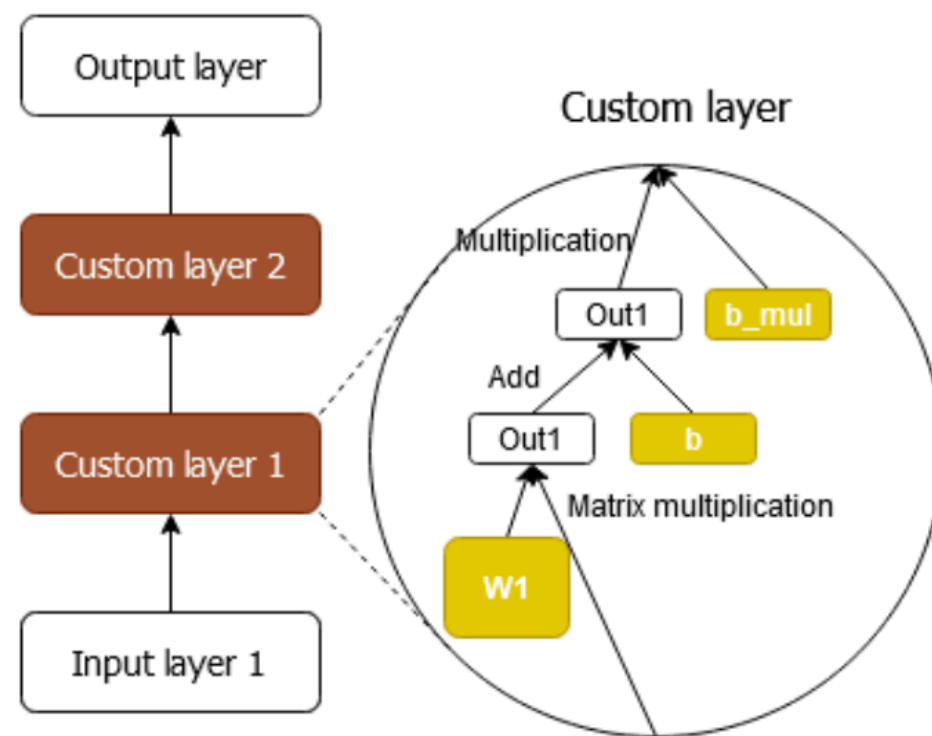 Output layer
Custom layer 2
Custom layer 1
Input layer 1
Custom layer
Multiplication
Out1
b_mul
Add
Out1
b
Matrix multiplication
W1